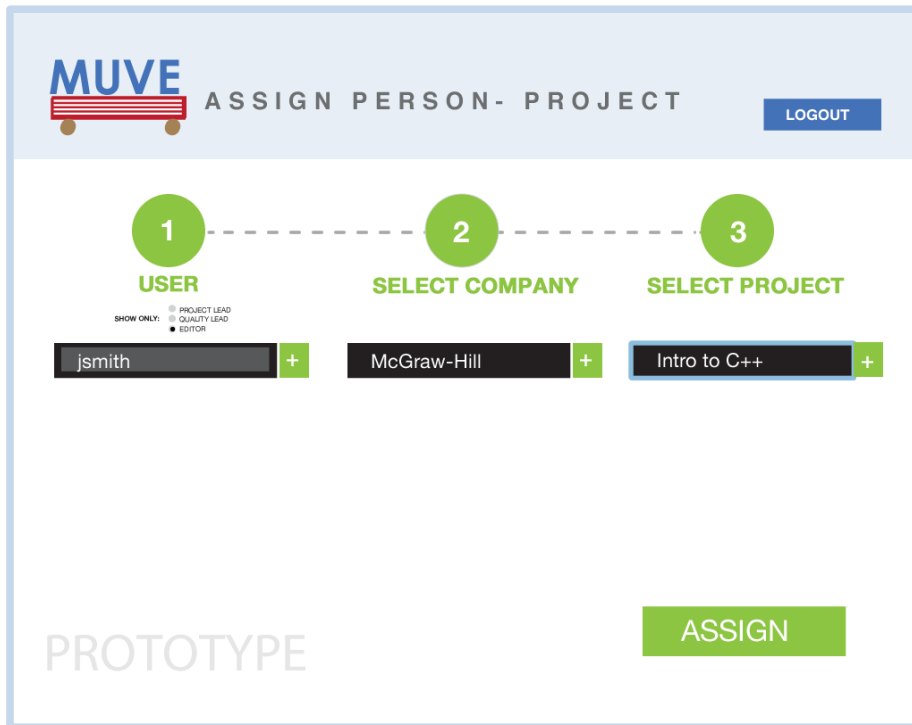 MUVE
ASSIGN PERSON- PROJECT
LOGOUT
1
2
3
USER
SELECT COMPANY
SELECT PROJECT
SHOW ONLY:
PROJECT LEAD
QUALITY LEAD
EDITOR
jsmith +
McGraw-Hill +
Intro to C++ +
ASSIGN
PROTOTYPE